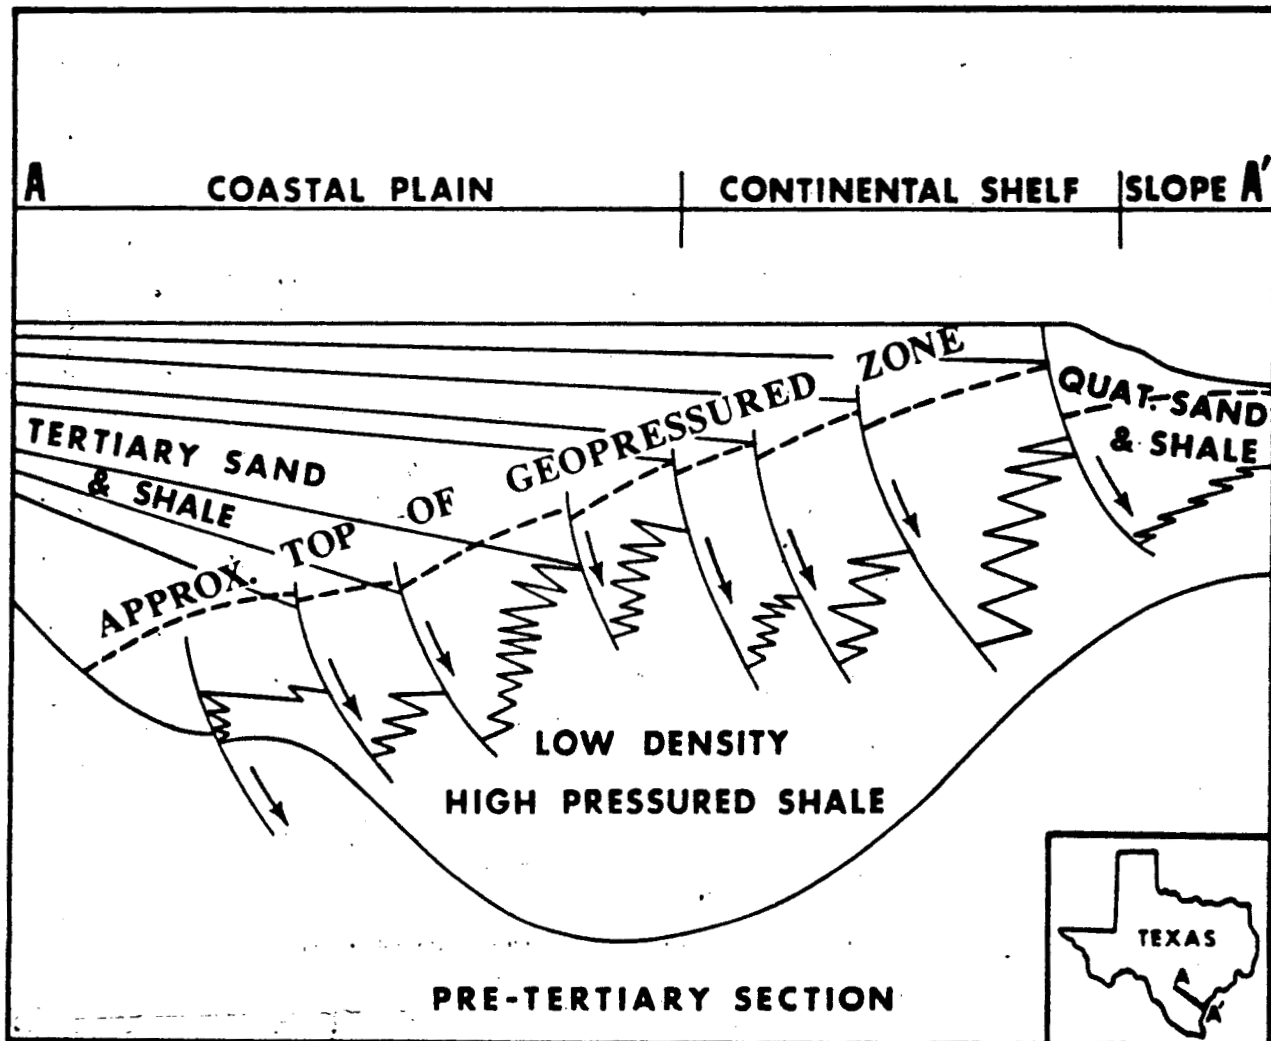 A COASTAL PLAIN CONTINENTAL SHELF SLOPE A'
APPROX. TOP OF GEOPRESSURED ZONE
TERTIARY SAND
& SHALE
QUAT. SAND
& SHALE
LOW DENSITY
HIGH PRESSURED SHALE
PRE-TERTIARY SECTION
TEXAS
A
A'